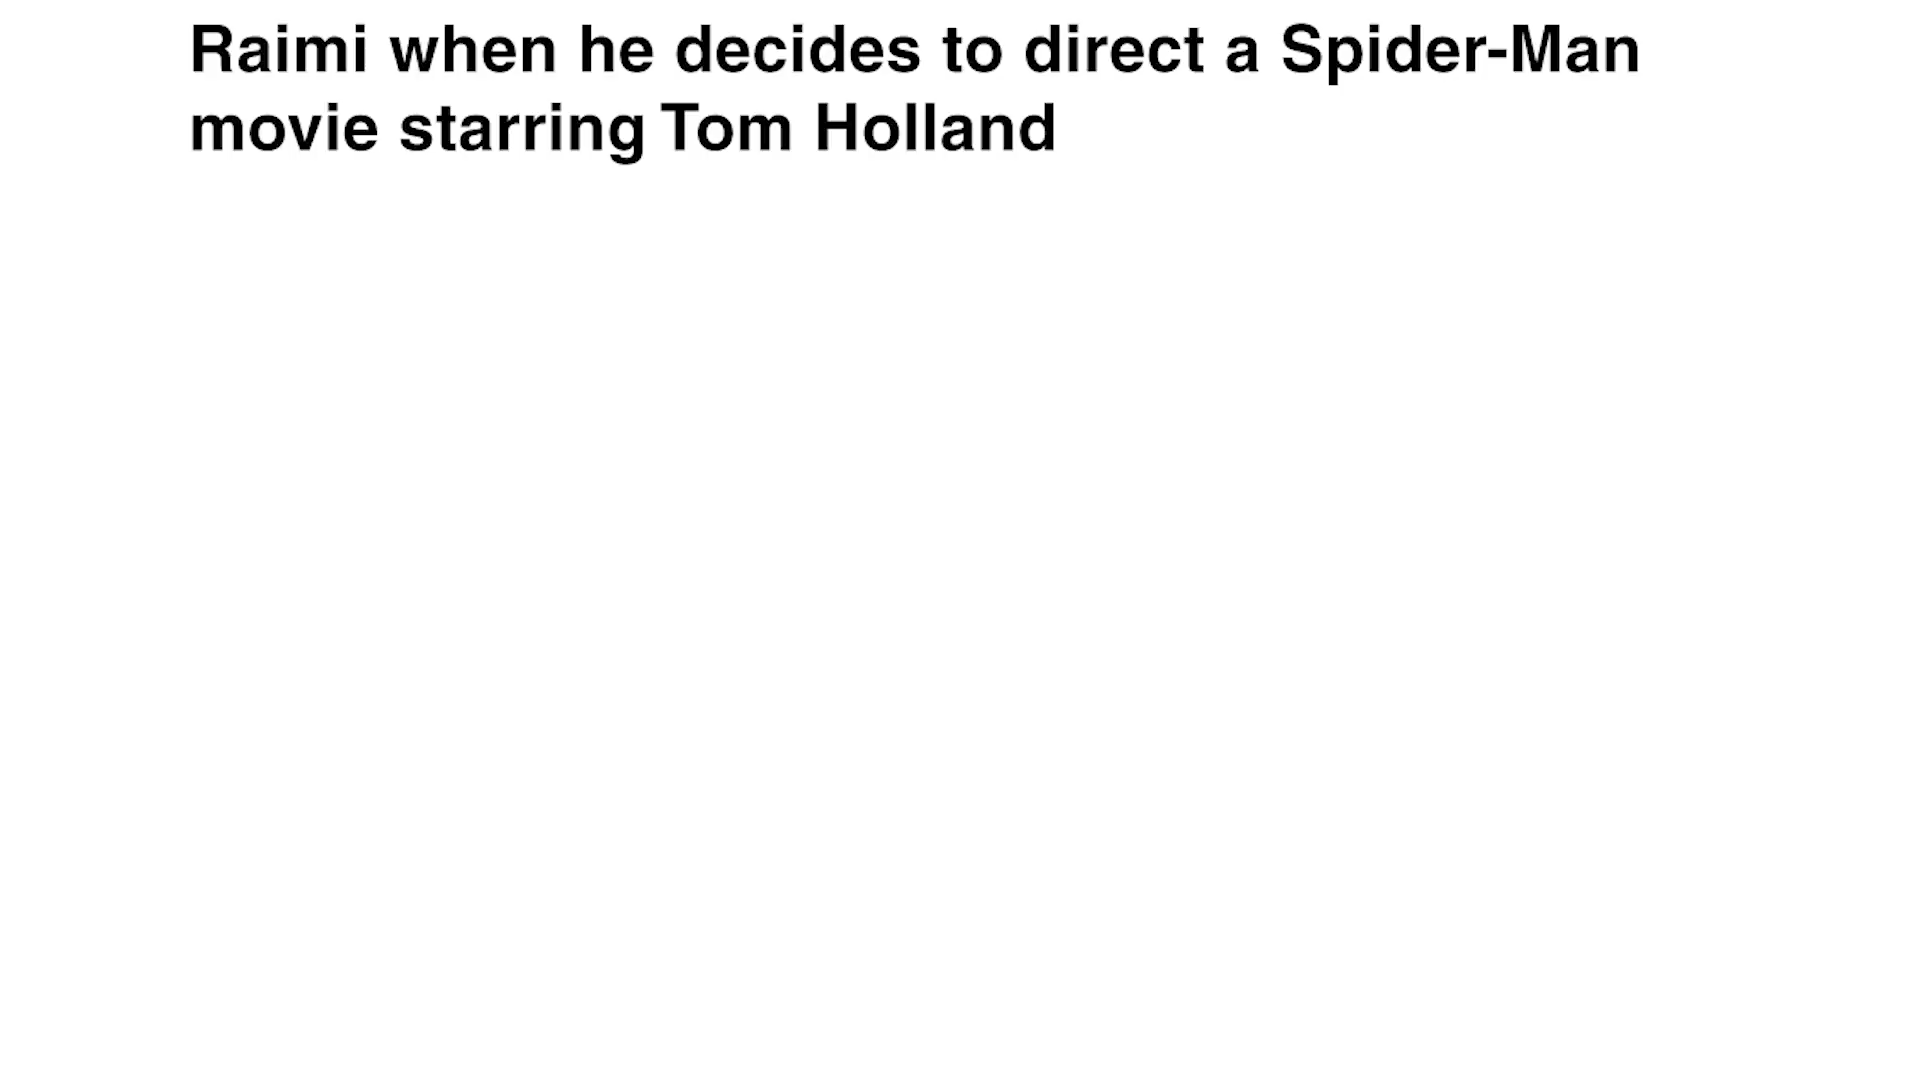 Raimi when he decides to direct a Spider-Man
movie starring Tom Holland